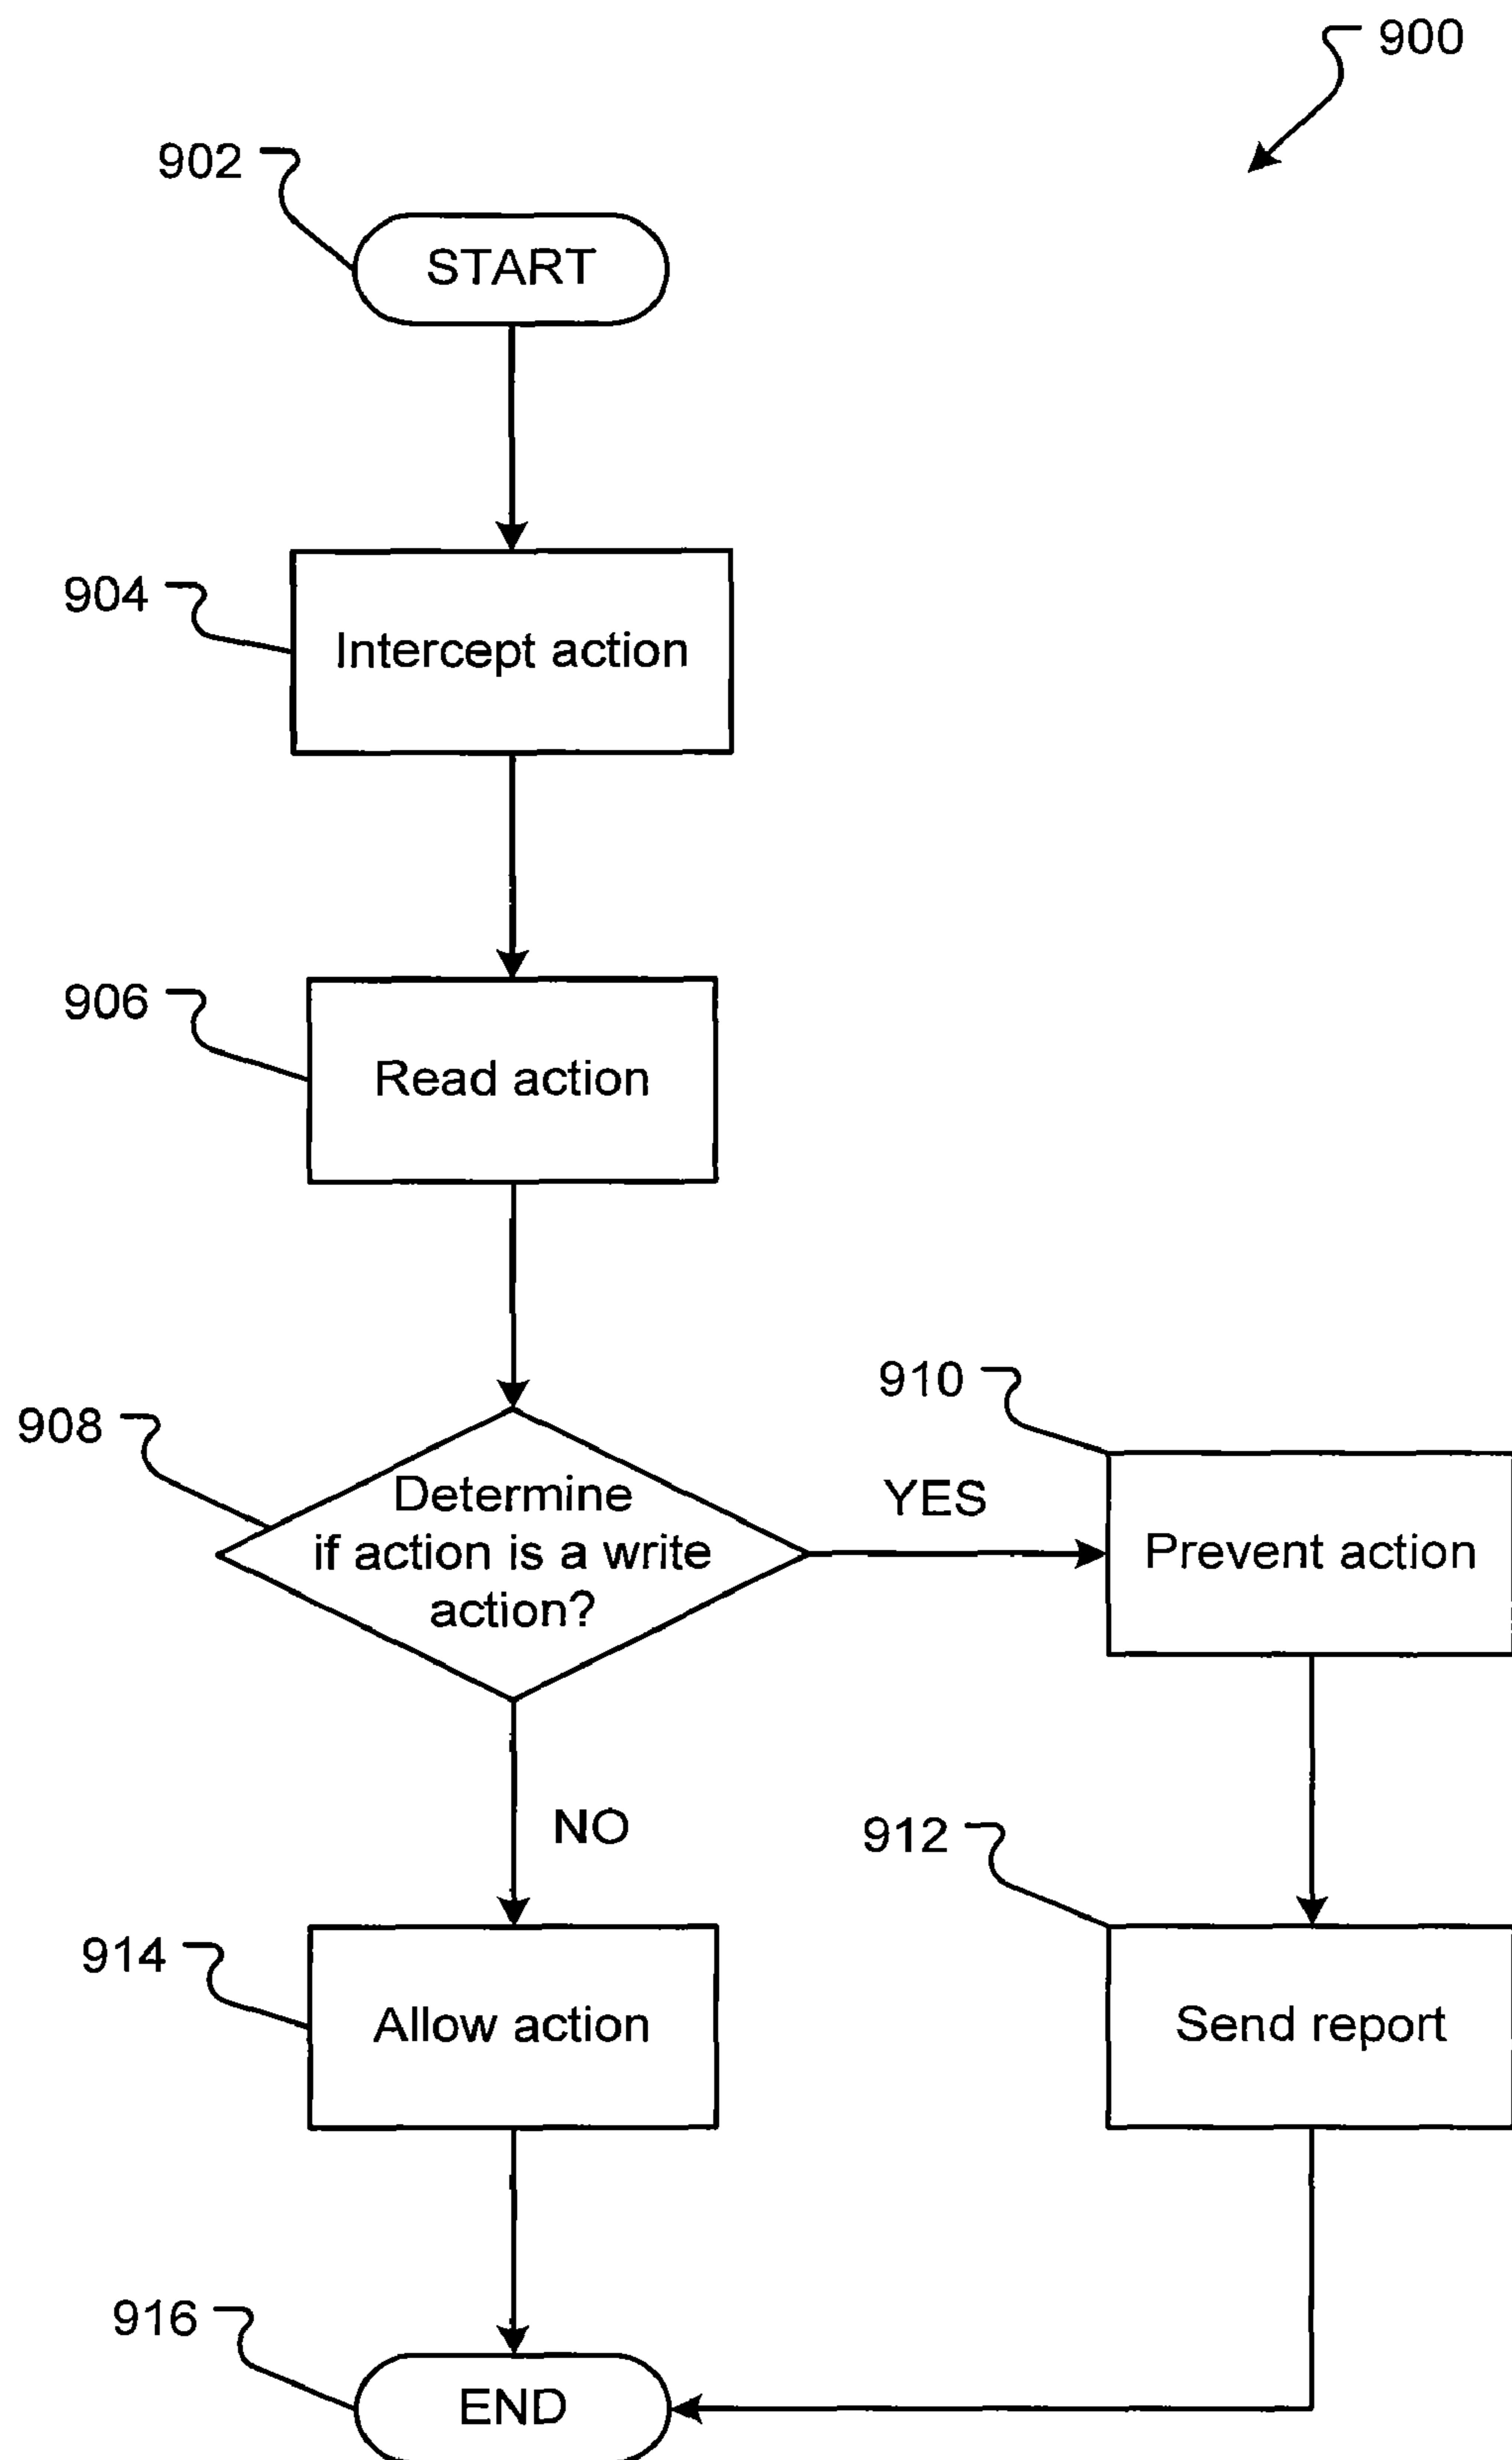 900
902
START
904
Intercept action
906
Read action
908
Determine
if action is a write
action?
YES
910
Prevent action
NO
912
Send report
914
Allow action
916
END